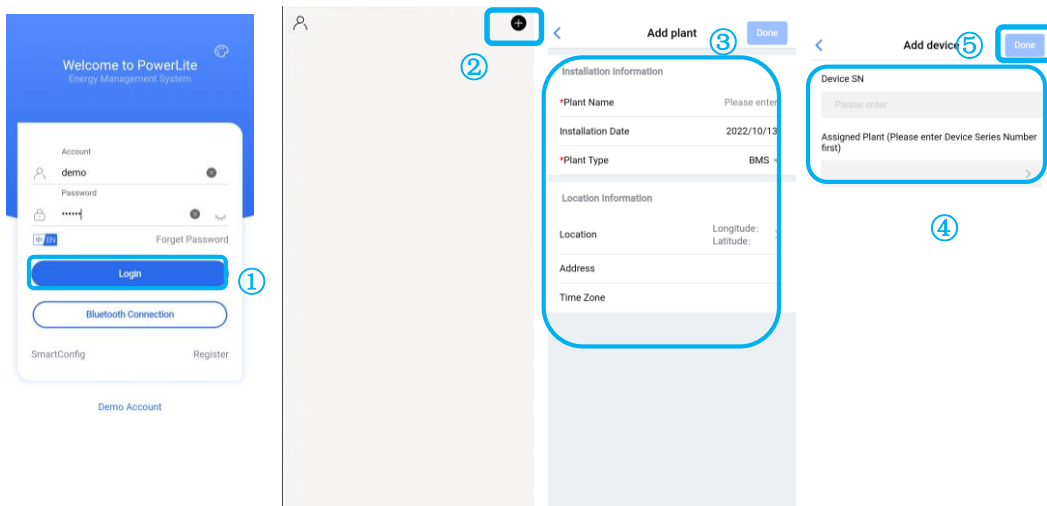 Welcome to PowerLite
Energy Management System
Account
demo
Password
••••••
中 EN
Forget Password
Login
①
Bluetooth Connection
SmartConfig
Register
Demo Account
②
Add plant
③
Done
Installation Information
*Plant Name
Please enter
Installation Date
2022/10/13
*Plant Type
BMS
Location Information
Location
Longitude:
Latitude:
Address
Time Zone
Add device
⑤
Done
Device SN
Please enter
Assigned Plant (Please enter Device Series Number
first)
④